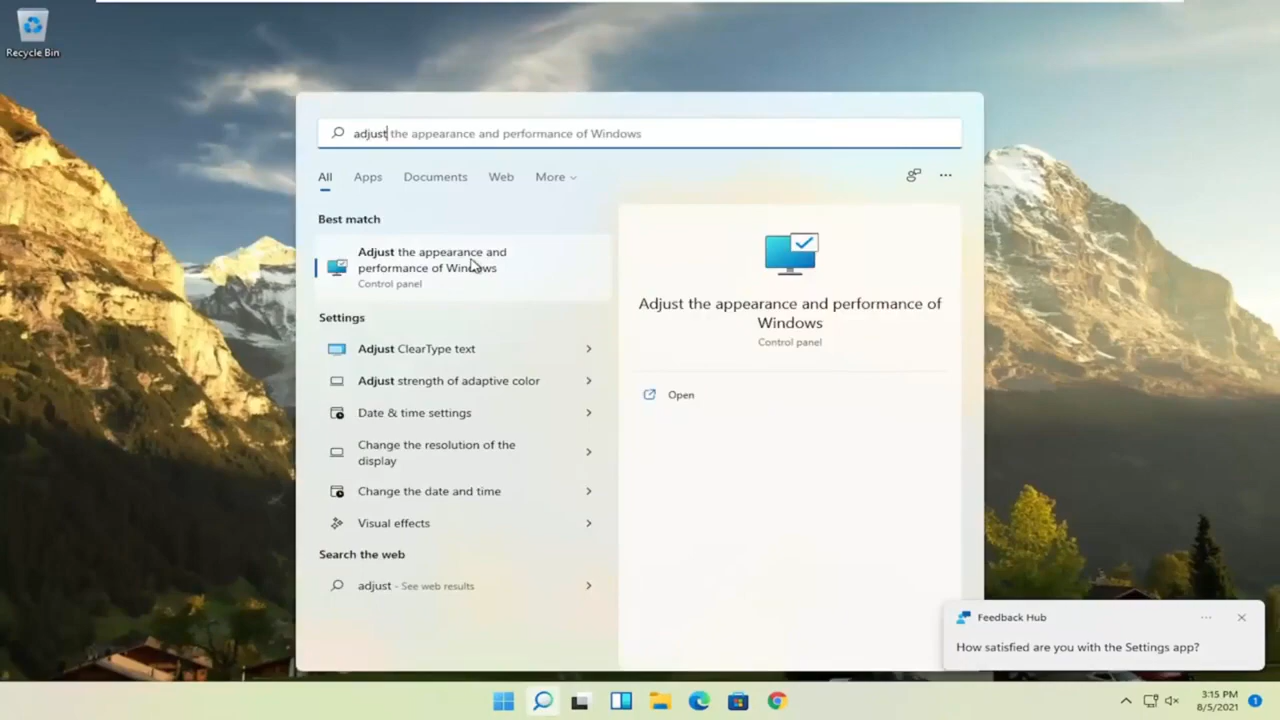 Recycle Bin
adjust the appearance and performance of Windows
All Apps Documents Web More
Best match
Adjust the appearance and
performance of Windows
Control panel
Settings
Adjust ClearType text
Adjust strength of adaptive color
Date & time settings
Change the resolution of the
display
Change the date and time
Visual effects
Search the web
adjust - See web results
Adjust the appearance and performance of
Windows
Control panel
Open
Feedback Hub
How satisfied are you with the Settings app?
3:15 PM
8/5/2021
1